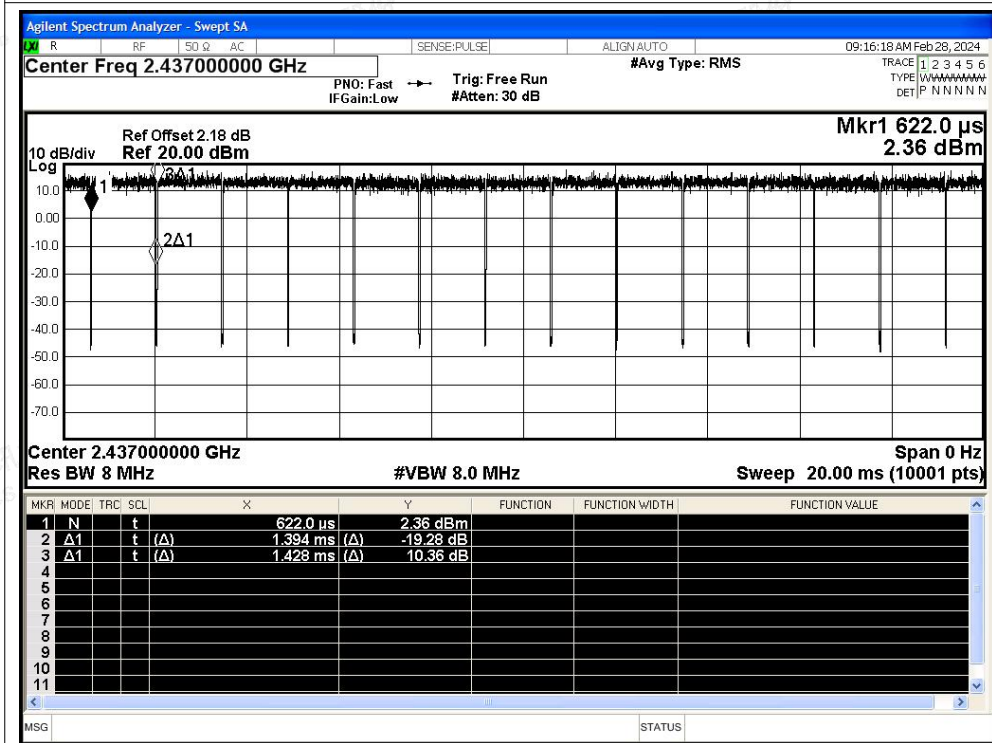 Agilent Spectrum Analyzer - Swept SA
LXI R RF 50 Ω AC SENSE:PULSE ALIGN AUTO 09:16:18 AM Feb 28, 2024
Center Freq 2.437000000 GHz #Avg Type: RMS TRACE 1 2 3 4 5 6
PNO: Fast Trig: Free Run TYPE
IFGain:Low #Atten: 30 dB DET P N N N N N
Mkr1 622.0 µs
Ref Offset 2.18 dB
10 dB/div Ref 20.00 dBm 2.36 dBm
Log
3Δ1
1
10.0
0.00
2Δ1
-10.0
-20.0
-30.0
-40.0
-50.0
-60.0
-70.0
Center 2.437000000 GHz Span 0 Hz
Res BW 8 MHz #VBW 8.0 MHz Sweep 20.00 ms (10001 pts)
MKR MODE TRC SCL X Y FUNCTION FUNCTION WIDTH FUNCTION VALUE
1 N t 622.0 µs 2.36 dBm
2 Δ1 t (Δ) 1.394 ms (Δ) -19.28 dB
3 Δ1 t (Δ) 1.428 ms (Δ) 10.36 dB
4
5
6
7
8
9
10
11
MSG STATUS